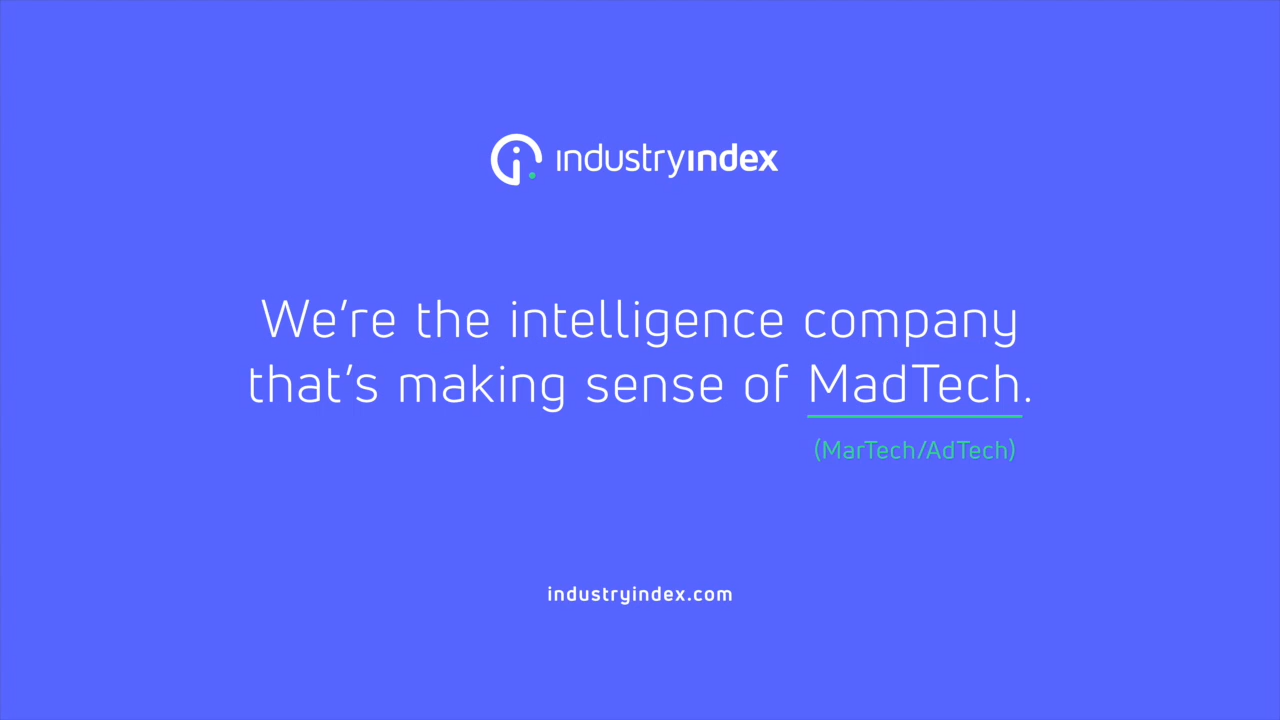 industryindex
We're the intelligence company
that's making sense of MadTech.
(MarTech/AdTech)
industryindex.com